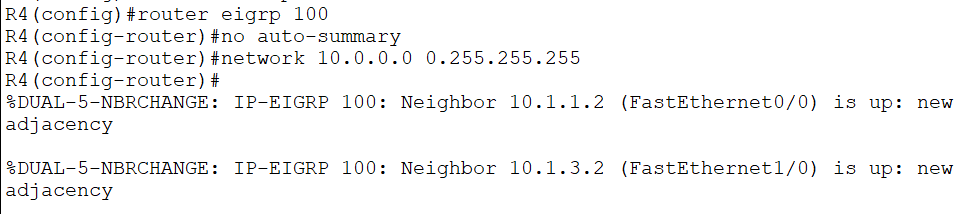 R4(config)#router eigrp 100
R4(config-router)#no auto-summary
R4(config-router)#network 10.0.0.0 0.255.255.255
R4(config-router)#
%DUAL-5-NBRCHANGE: IP-EIGRP 100: Neighbor 10.1.1.2 (FastEthernet0/0) is up: new
adjacency
%DUAL-5-NBRCHANGE: IP-EIGRP 100: Neighbor 10.1.3.2 (FastEthernet1/0) is up: new
adjacency